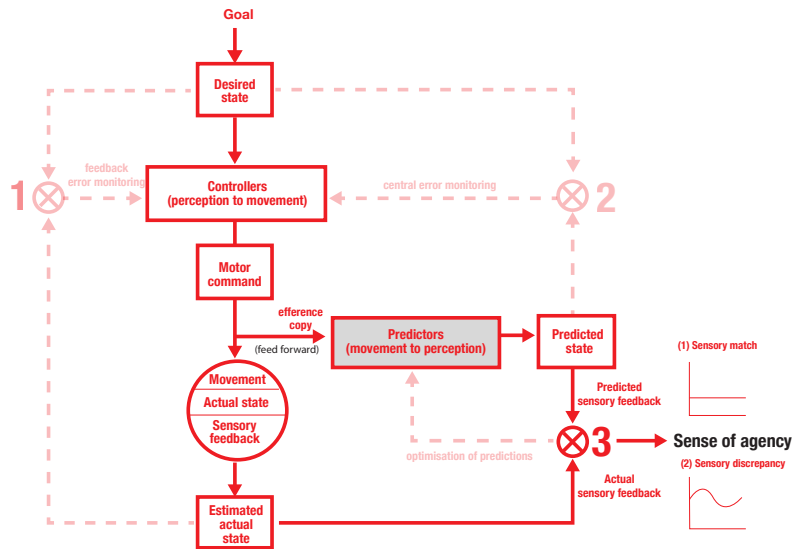 Goal
Desired
state
feedback
error monitoring
1
Controllers
(perception to movement)
central error monitoring
2
Motor
command
efference
copy
(feed forward)
Predictors
(movement to perception)
Predicted
state
(1) Sensory match
Movement
Actual state
Sensory
feedback
Predicted
sensory feedback
3
Sense of agency
optimisation of predictions
(2) Sensory discrepancy
Actual
sensory feedback
Estimated
actual
state